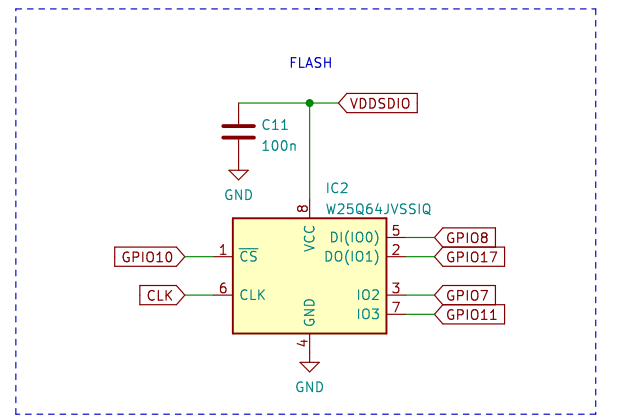 FLASH
VDDSDIO
C11
100n
GND
IC2
W25Q64JVSSIQ
8
VCC
5 DI(IO0) GPIO8
GPIO10 1 CS
DO(IO1) 2 GPIO17
CLK 6 CLK
IO2 3 GPIO7
IO3 7 GPIO11
GND
4
GND